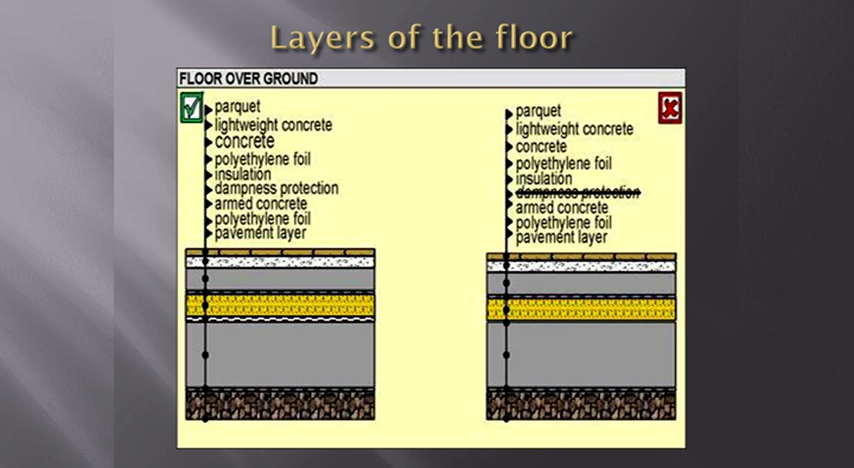 Layers of the floor
FLOOR OVER GROUND
parquet
lightweight concrete
concrete
polyethylene foil
insulation
dampness protection
armed concrete
polyethylene foil
pavement layer
parquet
lightweight concrete
concrete
polyethylene foil
insulation
dampness protection
armed concrete
polyethylene foil
pavement layer